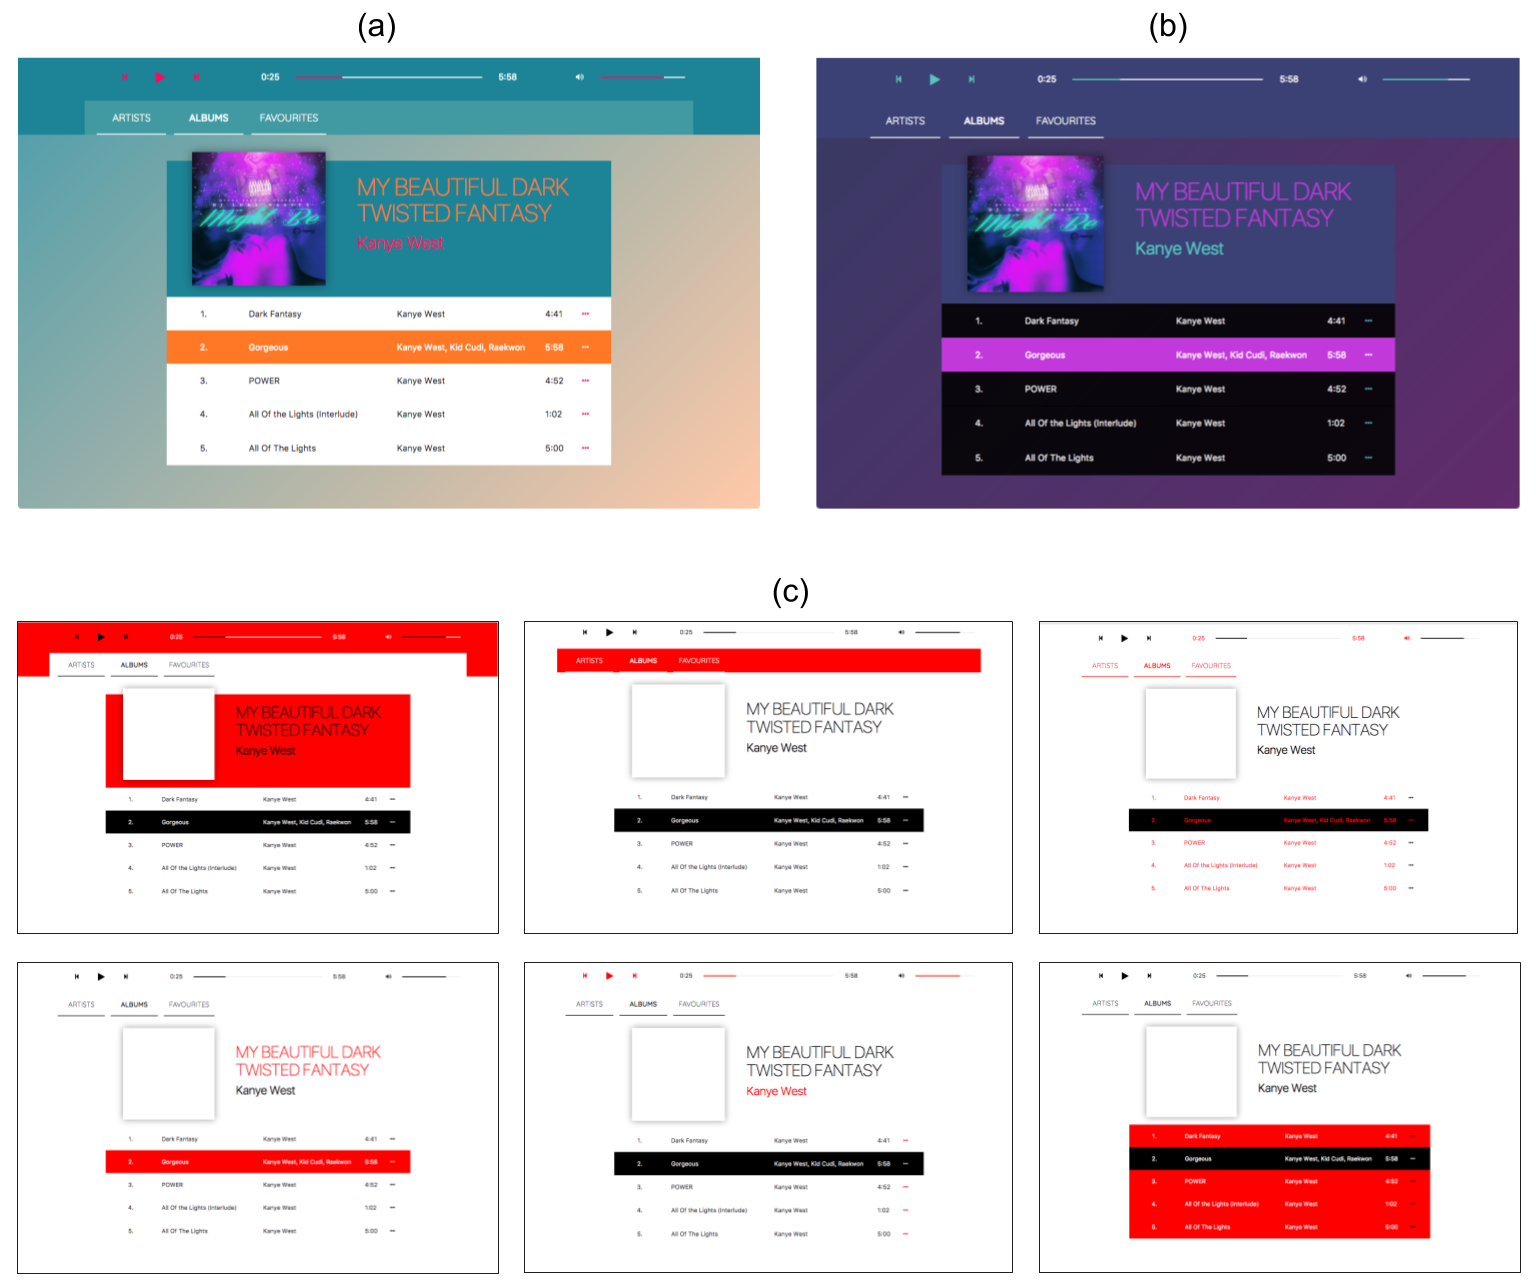 (a)
0:25 5:58
ARTISTS ALBUMS FAVOURITES
Might Be
MY BEAUTIFUL DARK
TWISTED FANTASY
Kanye West
1. Dark Fantasy Kanye West 4:41 •••
2. Gorgeous Kanye West, Kid Cudi, Raekwon 5:58 •••
3. POWER Kanye West 4:52 •••
4. All Of the Lights (Interlude) Kanye West 1:02 •••
5. All Of The Lights Kanye West 5:00 •••
(b)
0:25 5:58
ARTISTS ALBUMS FAVOURITES
Might Be
MY BEAUTIFUL DARK
TWISTED FANTASY
Kanye West
1. Dark Fantasy Kanye West 4:41 •••
2. Gorgeous Kanye West, Kid Cudi, Raekwon 5:58 •••
3. POWER Kanye West 4:52 •••
4. All Of the Lights (Interlude) Kanye West 1:02 •••
5. All Of The Lights Kanye West 5:00 •••
(c)
0:25 5:58
ARTISTS ALBUMS FAVOURITES
MY BEAUTIFUL DARK
TWISTED FANTASY
Kanye West
1. Dark Fantasy Kanye West 4:41 •••
2. Gorgeous Kanye West, Kid Cudi, Raekwon 5:58 •••
3. POWER Kanye West 4:52 •••
4. All Of the Lights (Interlude) Kanye West 1:02 •••
5. All Of The Lights Kanye West 5:00 •••
0:25 5:58
ARTISTS ALBUMS FAVOURITES
MY BEAUTIFUL DARK
TWISTED FANTASY
Kanye West
1. Dark Fantasy Kanye West 4:41 •••
2. Gorgeous Kanye West, Kid Cudi, Raekwon 5:58 •••
3. POWER Kanye West 4:52 •••
4. All Of the Lights (Interlude) Kanye West 1:02 •••
5. All Of The Lights Kanye West 5:00 •••
0:25 5:58
ARTISTS ALBUMS FAVOURITES
MY BEAUTIFUL DARK
TWISTED FANTASY
Kanye West
1. Dark Fantasy Kanye West 4:41 •••
2. Gorgeous Kanye West, Kid Cudi, Raekwon 5:58 •••
3. POWER Kanye West 4:52 •••
4. All Of the Lights (Interlude) Kanye West 1:02 •••
5. All Of The Lights Kanye West 5:00 •••
0:25 5:58
ARTISTS ALBUMS FAVOURITES
MY BEAUTIFUL DARK
TWISTED FANTASY
Kanye West
1. Dark Fantasy Kanye West 4:41 •••
2. Gorgeous Kanye West, Kid Cudi, Raekwon 5:58 •••
3. POWER Kanye West 4:52 •••
4. All Of the Lights (Interlude) Kanye West 1:02 •••
5. All Of The Lights Kanye West 5:00 •••
0:25 5:58
ARTISTS ALBUMS FAVOURITES
MY BEAUTIFUL DARK
TWISTED FANTASY
Kanye West
1. Dark Fantasy Kanye West 4:41 •••
2. Gorgeous Kanye West, Kid Cudi, Raekwon 5:58 •••
3. POWER Kanye West 4:52 •••
4. All Of the Lights (Interlude) Kanye West 1:02 •••
5. All Of The Lights Kanye West 5:00 •••
0:25 5:58
ARTISTS ALBUMS FAVOURITES
MY BEAUTIFUL DARK
TWISTED FANTASY
Kanye West
1. Dark Fantasy Kanye West 4:41 •••
2. Gorgeous Kanye West, Kid Cudi, Raekwon 5:58 •••
3. POWER Kanye West 4:52 •••
4. All Of the Lights (Interlude) Kanye West 1:02 •••
5. All Of The Lights Kanye West 5:00 •••